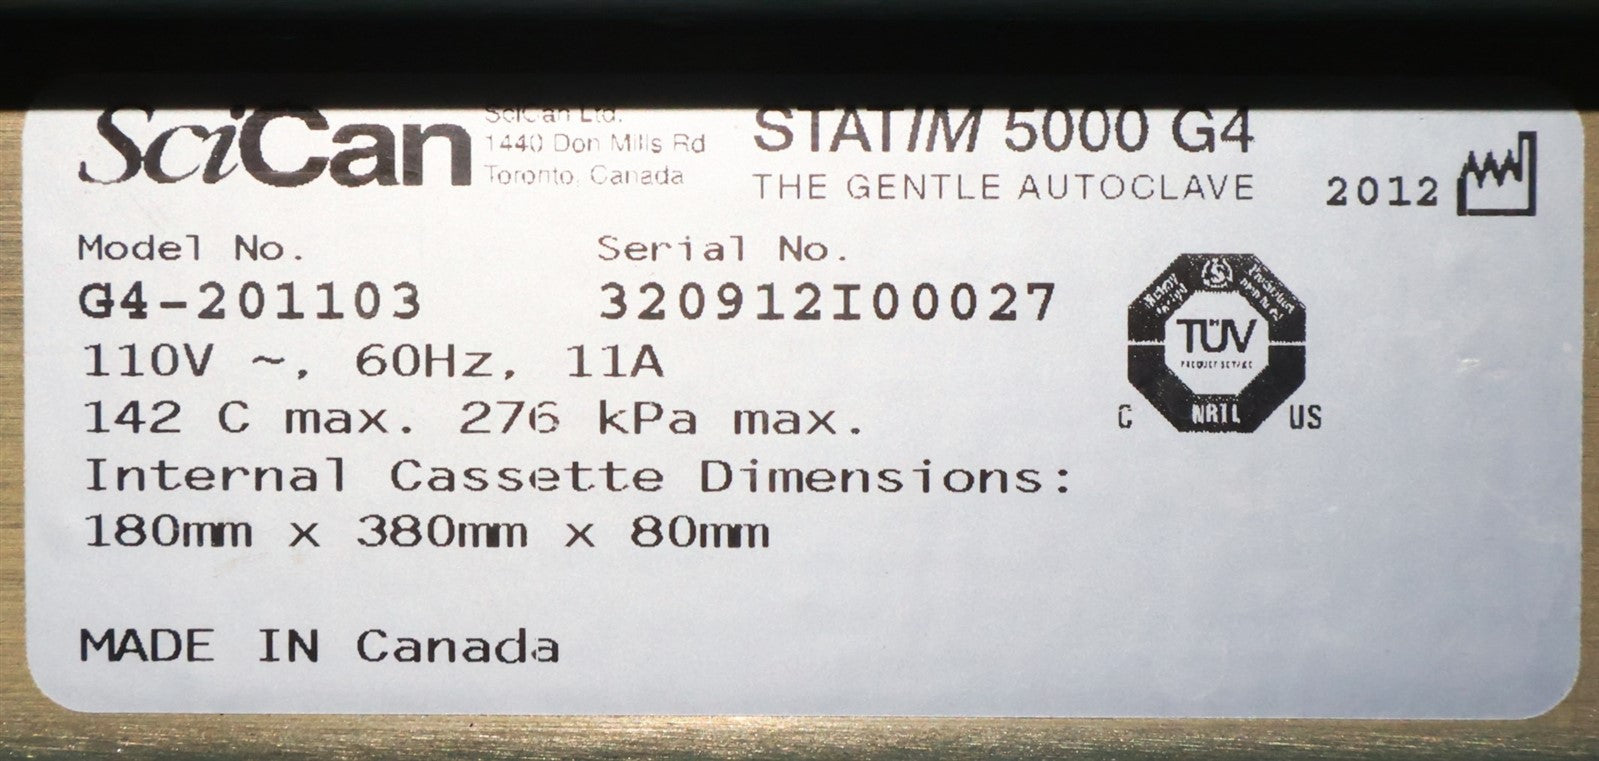 SciCan
SciCan Ltd.
1440 Don Mills Rd
Toronto, Canada
STATIM 5000 G4
THE GENTLE AUTOCLAVE
2012
Model No.
Serial No.
G4-201103
320912I00027
110V ~, 60Hz, 11A
142 C max. 276 kPa max.
Internal Cassette Dimensions:
180mm x 380mm x 80mm
MADE IN Canada
TÜV
PRODUCT SERVICE
C NRTL US